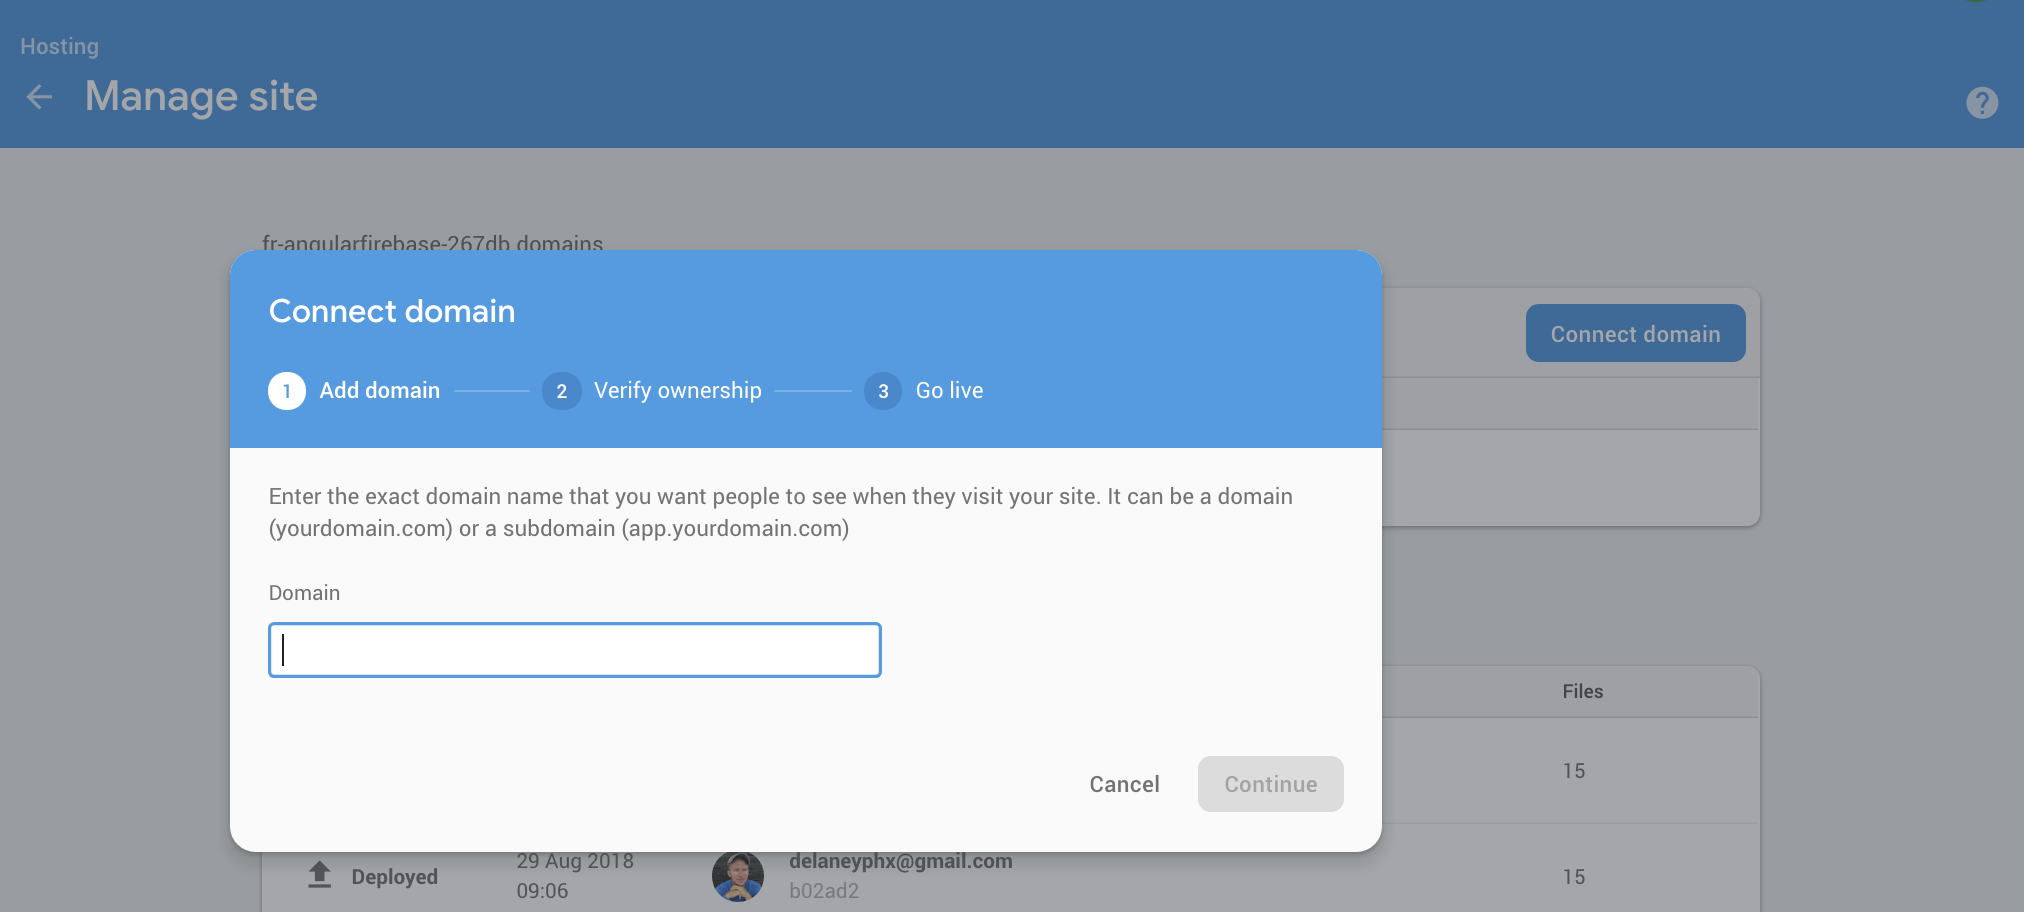 Hosting
Manage site
?
fr-angularfirebase-267db domains
Connect domain
Connect domain
1 Add domain 2 Verify ownership 3 Go live
Enter the exact domain name that you want people to see when they visit your site. It can be a domain
(yourdomain.com) or a subdomain (app.yourdomain.com)
Domain
Files
15
Cancel Continue
29 Aug 2018 delaneyphx@gmail.com
Deployed 15
09:06 b02ad2